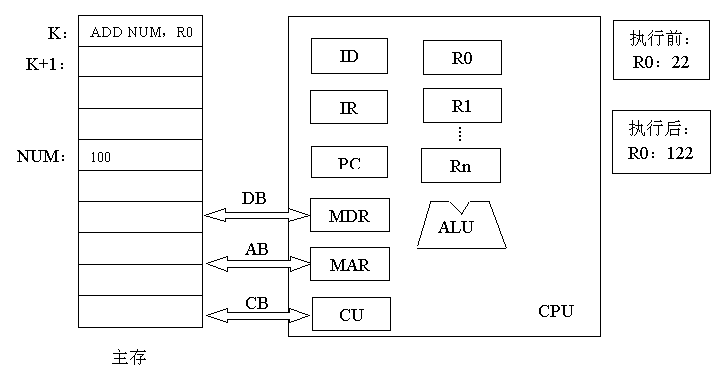 K： ADD NUM，R0
K+1：
NUM： 100
主存
DB
AB
CB
ID
IR
PC
MDR
MAR
CU
R0
R1
Rn
ALU
CPU
执行前：
R0：22
执行后：
R0：122